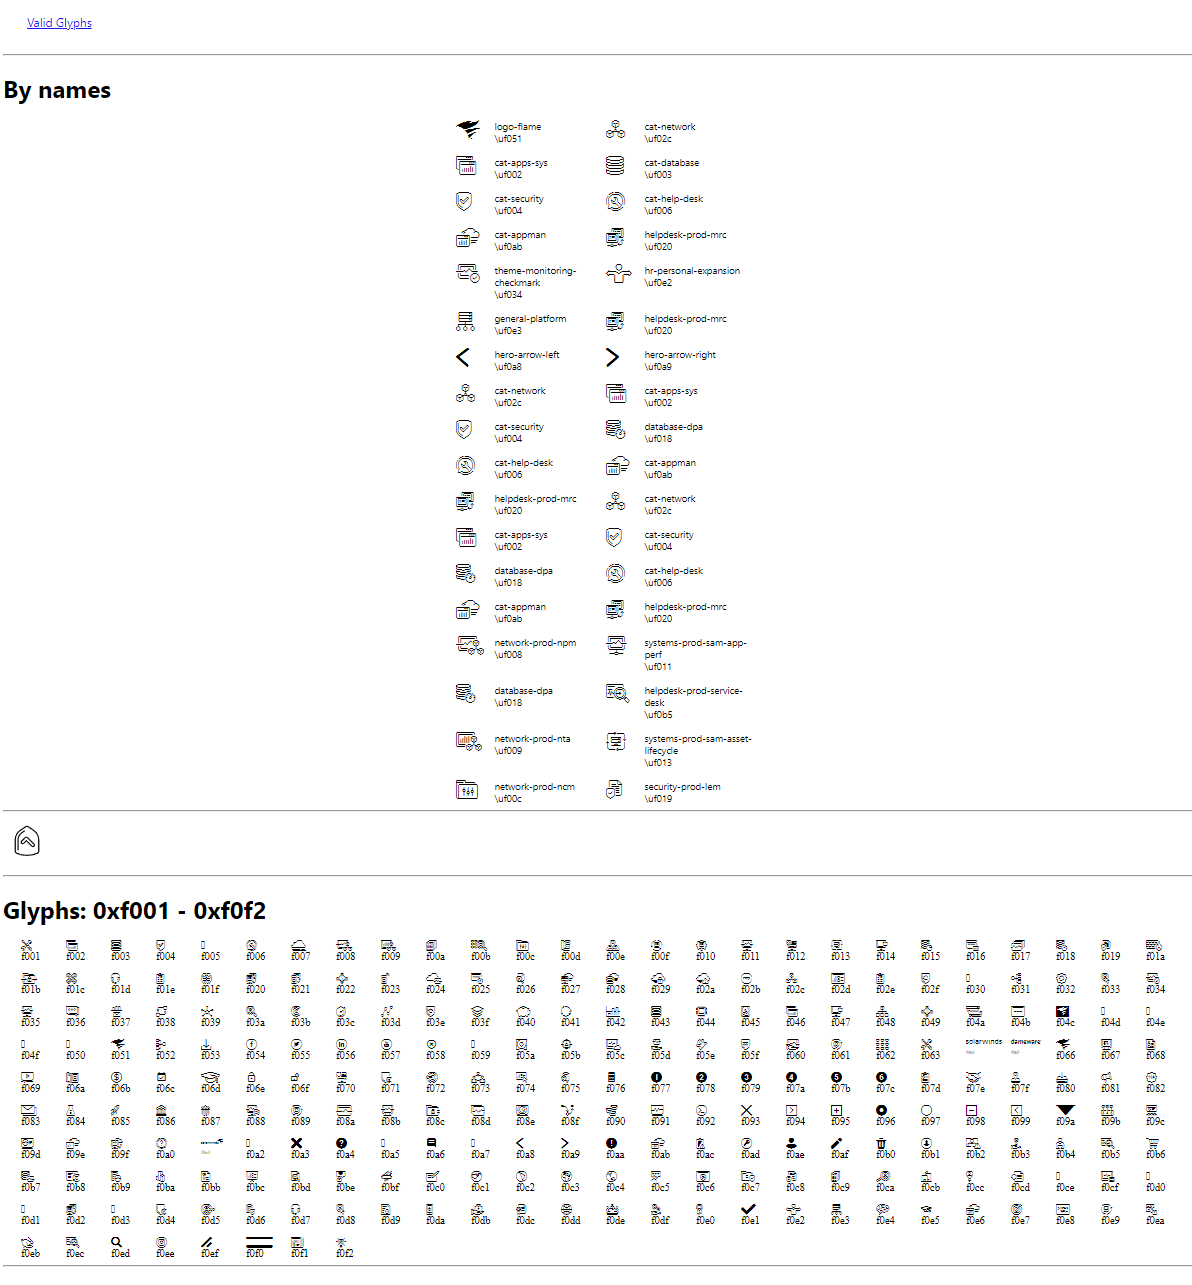 Valid Glyphs
By names
logo-flame cat-network
\uf051 \uf02c
cat-apps-sys cat-database
\uf002 \uf003
cat-security cat-help-desk
\uf004 \uf006
cat-appman helpdesk-prod-mrc
\uf0ab \uf020
theme-monitoring- hr-personal-expansion
checkmark \uf0e2
\uf034
general-platform helpdesk-prod-mrc
\uf0e3 \uf020
hero-arrow-left hero-arrow-right
\uf0a8 \uf0a9
cat-network cat-apps-sys
\uf02c \uf002
cat-security database-dpa
\uf004 \uf018
cat-help-desk cat-appman
\uf006 \uf0ab
helpdesk-prod-mrc cat-network
\uf020 \uf02c
cat-apps-sys cat-security
\uf002 \uf004
database-dpa cat-help-desk
\uf018 \uf006
cat-appman helpdesk-prod-mrc
\uf0ab \uf020
network-prod-npm systems-prod-sam-app-
\uf008 perf
\uf011
database-dpa helpdesk-prod-service-
\uf018 desk
\uf0b5
network-prod-nta systems-prod-sam-asset-
\uf009 lifecycle
\uf013
network-prod-ncm security-prod-lem
\uf00c \uf019
Glyphs: 0xf001 - 0xf0f2
f001 f002 f003 f004 f005 f006 f007 f008 f009 f00a f00b f00c f00d f00e f00f f010 f011 f012 f013 f014 f015 f016 f017 f018 f019 f01a
f01b f01c f01d f01e f01f f020 f021 f022 f023 f024 f025 f026 f027 f028 f029 f02a f02b f02c f02d f02e f02f f030 f031 f032 f033 f034
f035 f036 f037 f038 f039 f03a f03b f03c f03d f03e f03f f040 f041 f042 f043 f044 f045 f046 f047 f048 f049 f04a f04b f04c f04d f04e
solarwinds dameware
f04f f050 f051 f052 f053 f054 f055 f056 f057 f058 f059 f05a f05b f05c f05d f05e f05f f060 f061 f062 f063 f066 f067 f068
f069 f06a f06b f06c f06d f06e f06f f070 f071 f072 f073 f074 f075 f076 f077 f078 f079 f07a f07b f07c f07d f07e f07f f080 f081 f082
f083 f084 f085 f086 f087 f088 f089 f08a f08b f08c f08d f08e f08f f090 f091 f092 f093 f094 f095 f096 f097 f098 f099 f09a f09b f09c
f09d f09e f09f f0a0 f0a2 f0a3 f0a4 f0a5 f0a6 f0a7 f0a8 f0a9 f0aa f0ab f0ac f0ad f0ae f0af f0b0 f0b1 f0b2 f0b3 f0b4 f0b5 f0b6
f0b7 f0b8 f0b9 f0ba f0bb f0bc f0bd f0be f0bf f0c0 f0c1 f0c2 f0c3 f0c4 f0c5 f0c6 f0c7 f0c8 f0c9 f0ca f0cb f0cc f0cd f0ce f0cf f0d0
f0d1 f0d2 f0d3 f0d4 f0d5 f0d6 f0d7 f0d8 f0d9 f0da f0db f0dc f0dd f0de f0df f0e0 f0e1 f0e2 f0e3 f0e4 f0e5 f0e6 f0e7 f0e8 f0e9 f0ea
f0eb f0ec f0ed f0ee f0ef f0f0 f0f1 f0f2